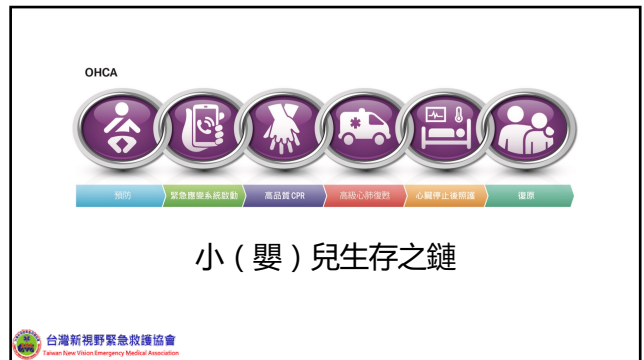 OHCA
預防 緊急應變系統啟動 高品質 CPR 高級心肺復甦 心臟停止後照護 復原
小（嬰）兒生存之鏈
台灣新視野緊急救護協會
Taiwan New Vision Emergency Medical Association